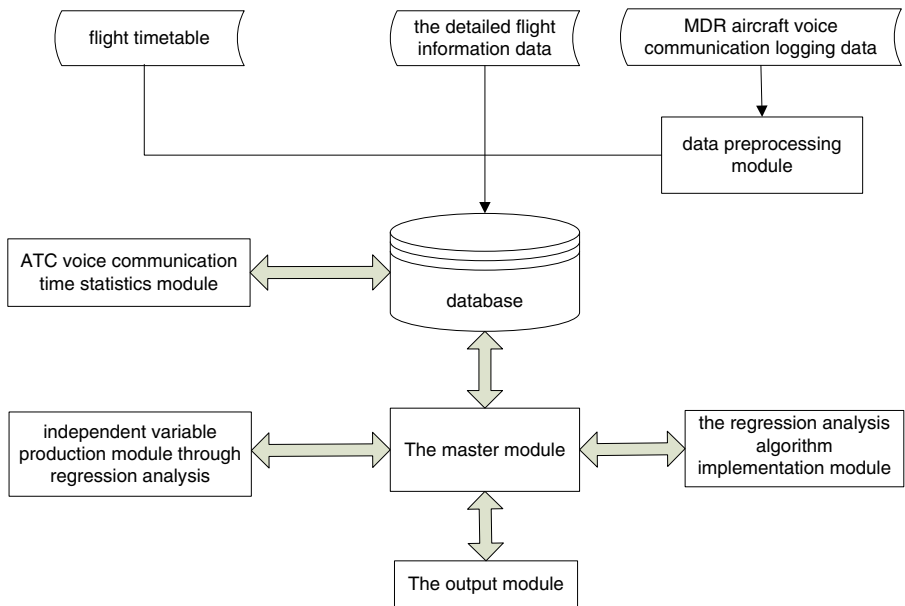 flight timetable
the detailed flight
information data
MDR aircraft voice
communication logging data
data preprocessing
module
ATC voice communication
time statistics module
database
independent variable
production module through
regression analysis
The master module
the regression analysis
algorithm
implementation module
The output module